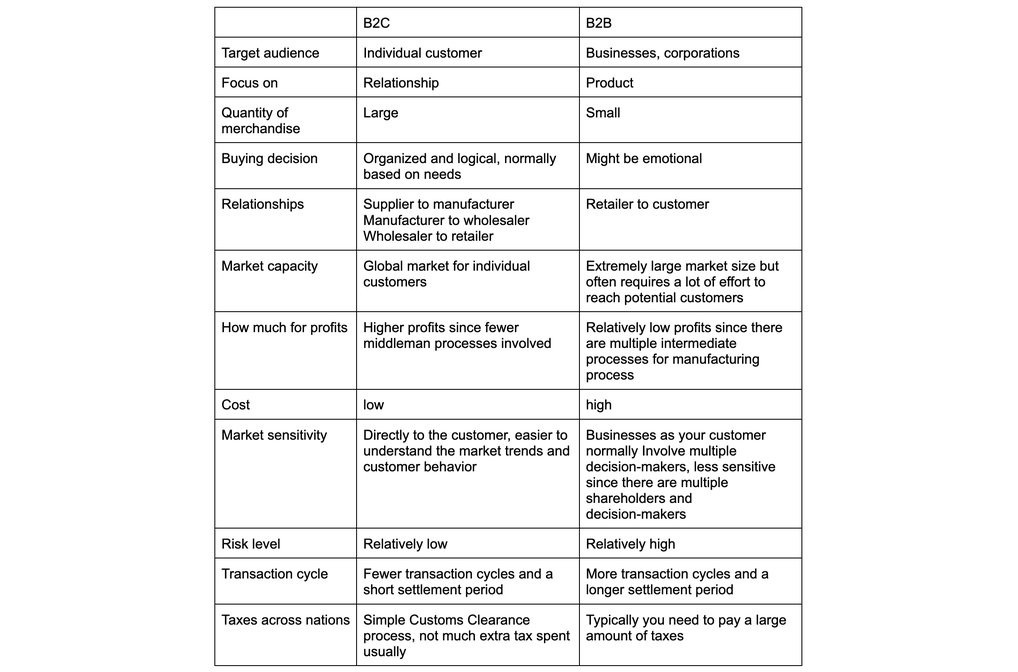 B2C B2B
Target audience Individual customer Businesses, corporations
Focus on Relationship Product
Quantity of Large Small
merchandise
Buying decision Organized and logical, normally Might be emotional
based on needs
Relationships Supplier to manufacturer Retailer to customer
Manufacturer to wholesaler
Wholesaler to retailer
Market capacity Global market for individual Extremely large market size but
customers often requires a lot of effort to
reach potential customers
How much for profits Higher profits since fewer Relatively low profits since there
middleman processes involved are multiple intermediate
processes for manufacturing
process
Cost low high
Market sensitivity Directly to the customer, easier to Businesses as your customer
understand the market trends and normally Involve multiple
customer behavior decision-makers, less sensitive
since there are multiple
shareholders and
decision-makers
Risk level Relatively low Relatively high
Transaction cycle Fewer transaction cycles and a More transaction cycles and a
short settlement period longer settlement period
Taxes across nations Simple Customs Clearance Typically you need to pay a large
process, not much extra tax spent amount of taxes
usually